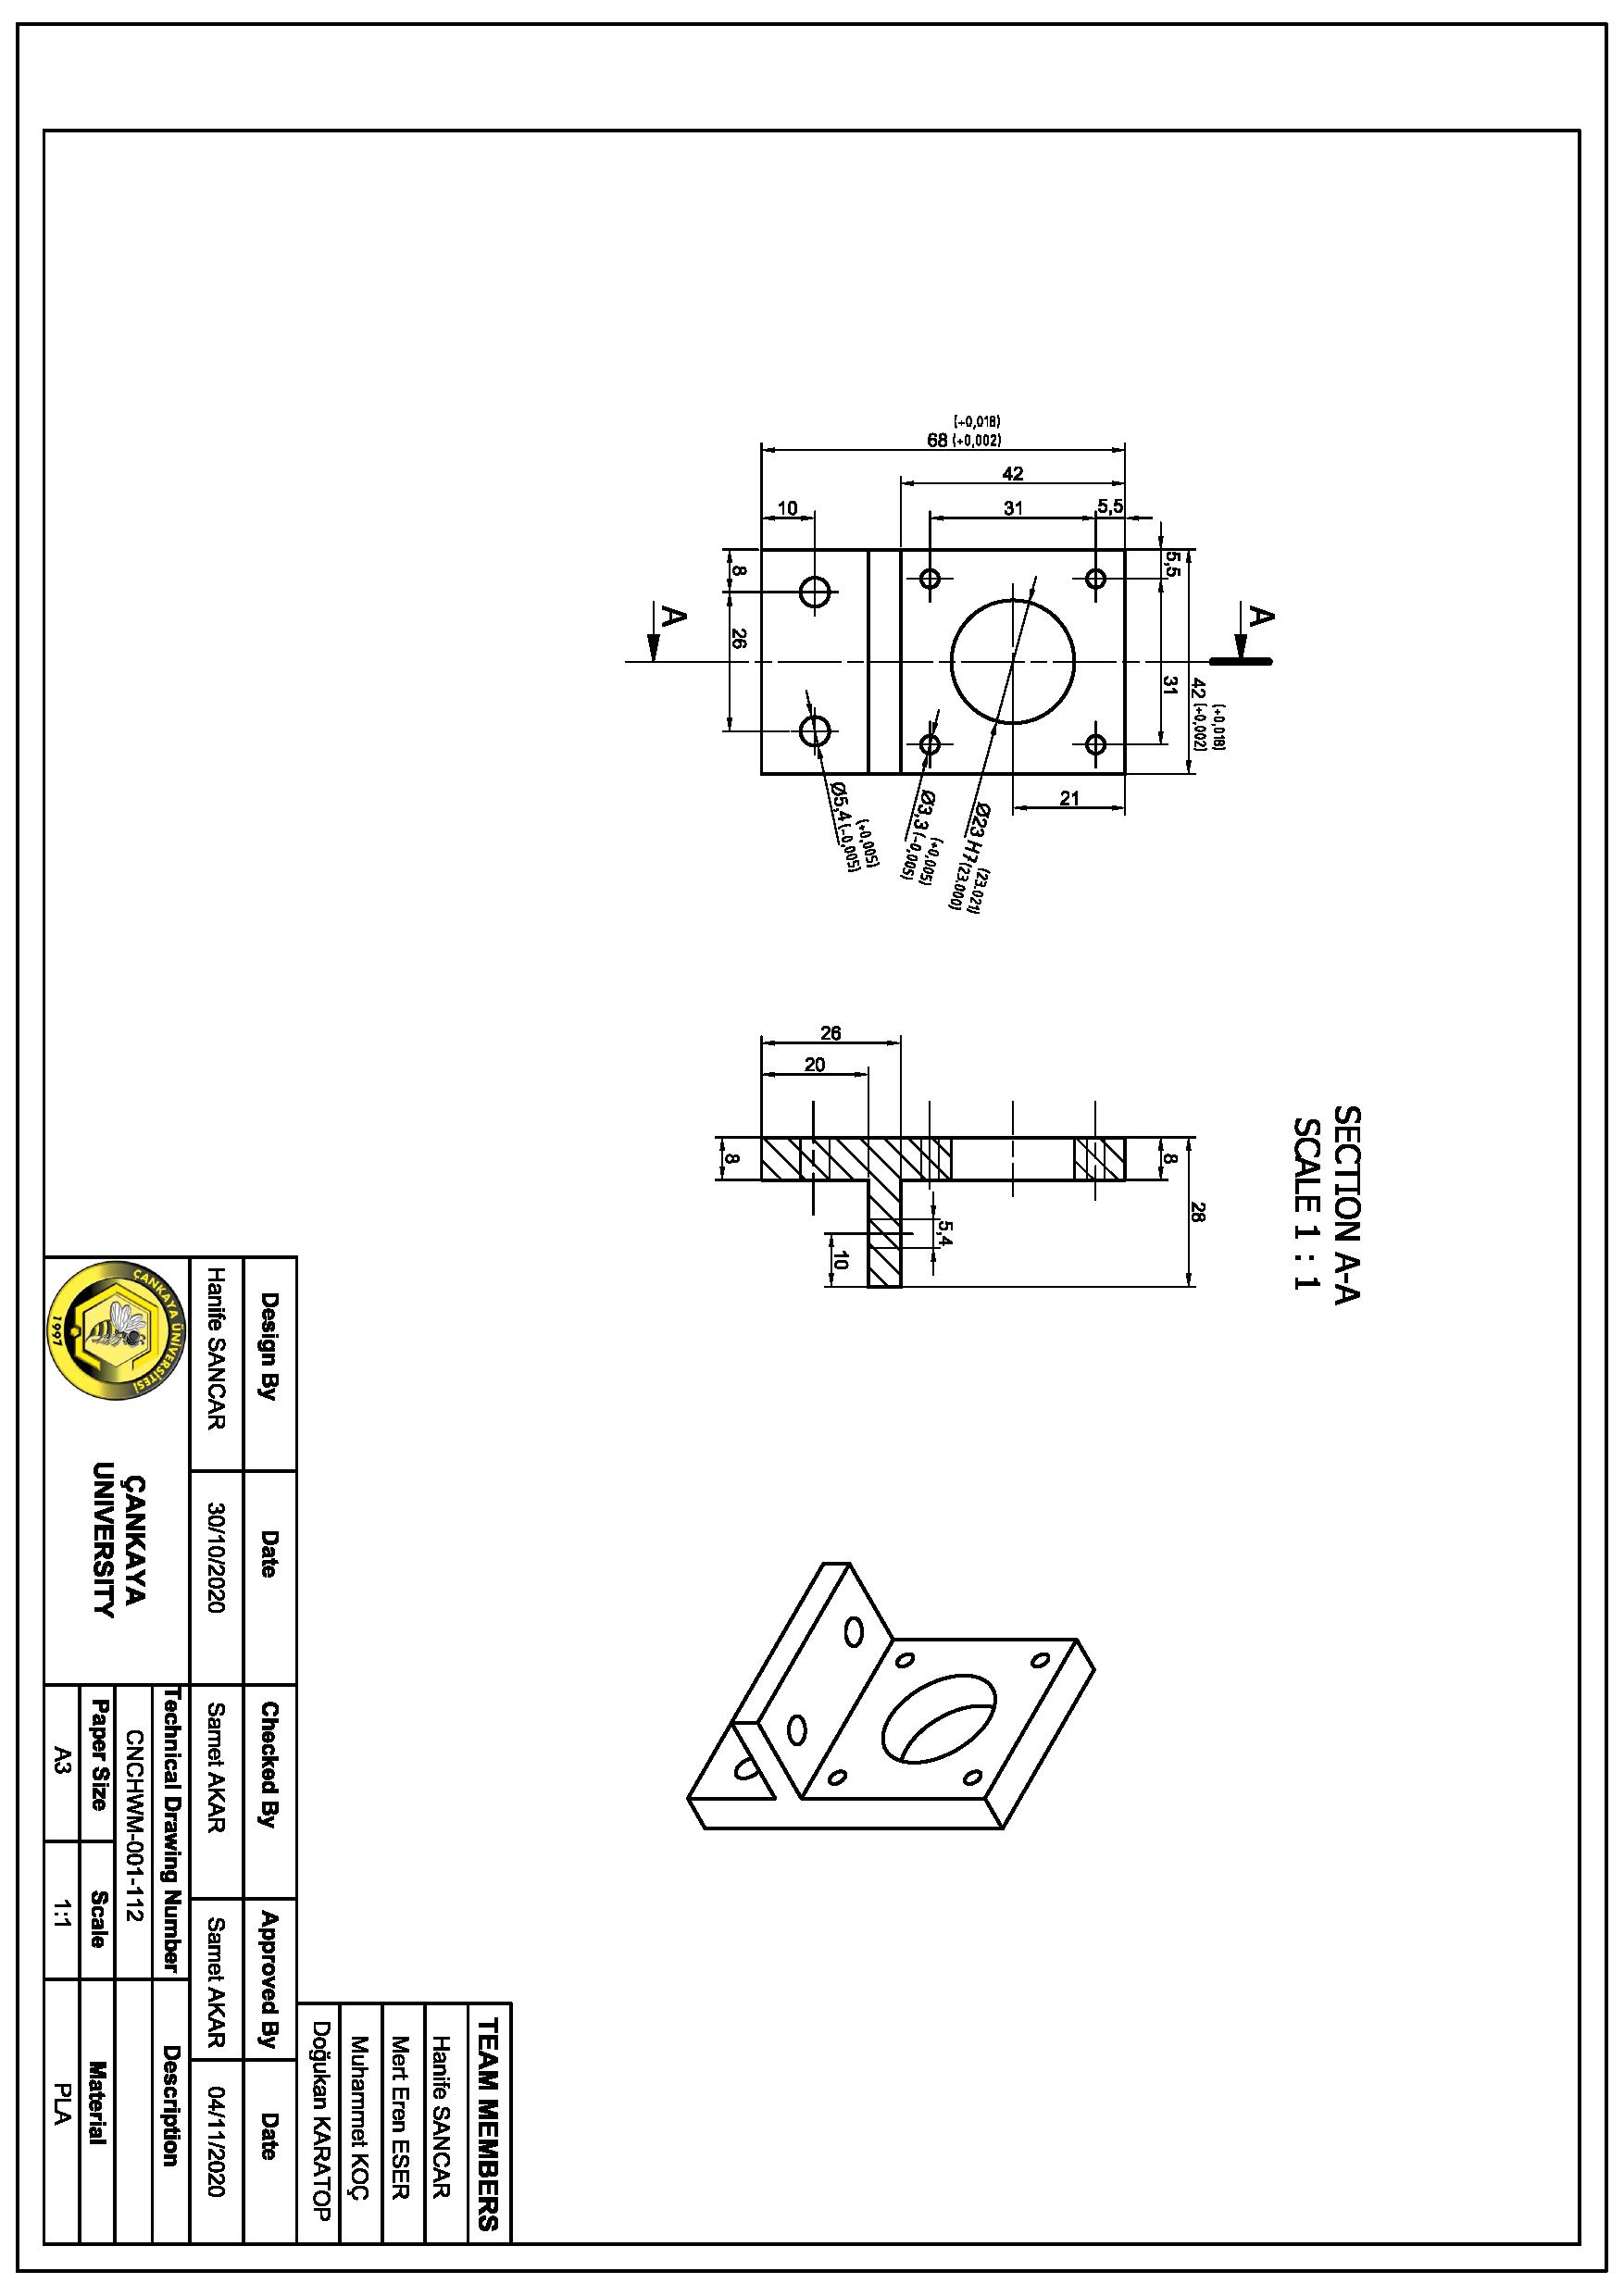 SECTION A-A
SCALE 1 : 1
A
A
(+0,018)
68 (+0,002)
42
31
5,5
10
5,5
31
(+0,018)
42 (+0,002)
21
8
26
(23.021)
Ø23 H7 (23.000)
(+0,005)
Ø3,3 (-0,005)
(+0,005)
Ø5,4 (-0,005)
26
20
8
28
8
5,4
10
TEAM MEMBERS
Hanife SANCAR
Mert Eren ESER
Muhammet KOÇ
Doğukan KARATOP
Design By Date Checked By Approved By Date
Hanife SANCAR 30/10/2020 Samet AKAR Samet AKAR 04/11/2020
ÇANKAYA ÜNİVERSİTESİ
1997
ÇANKAYA
UNIVERSITY
Technical Drawing Number Description
CNCHWM-001-112
Paper Size Scale Material
A3 1:1 PLA